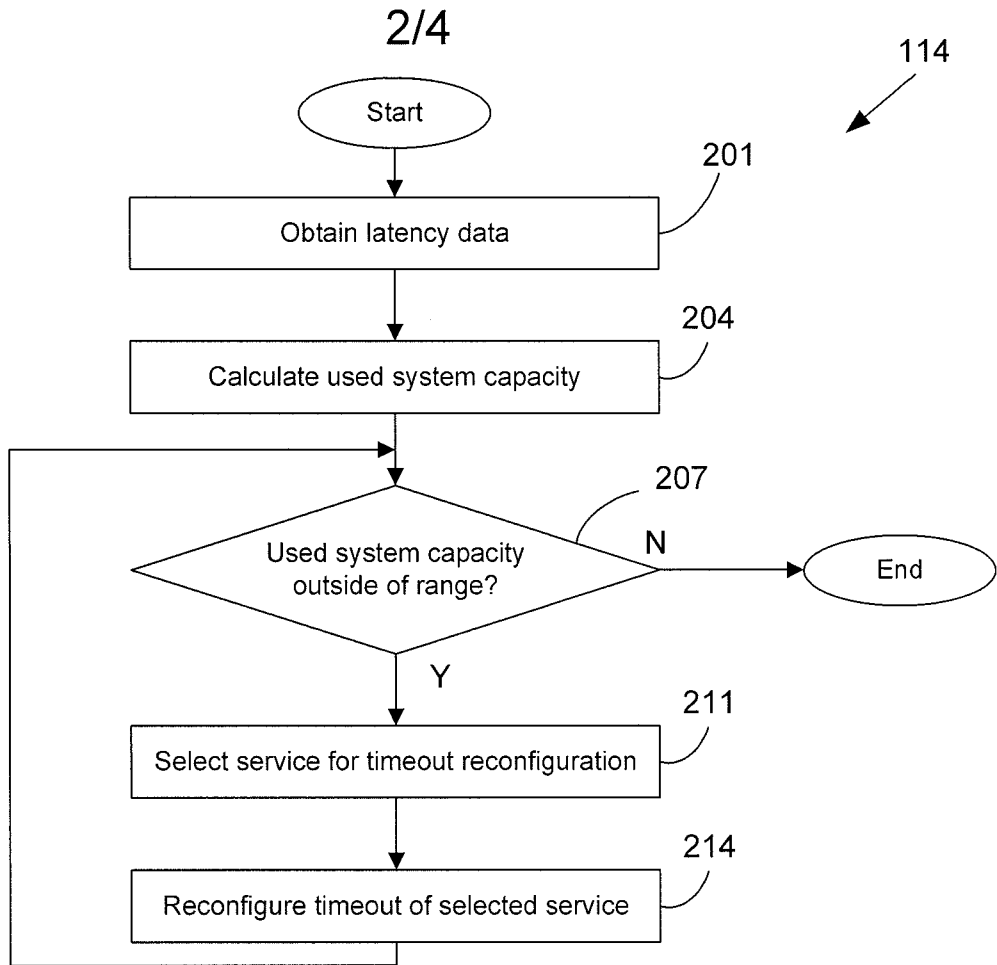 2/4
114
Start
201
Obtain latency data
204
Calculate used system capacity
207
Used system capacity
outside of range?
N
End
Y
211
Select service for timeout reconfiguration
214
Reconfigure timeout of selected service